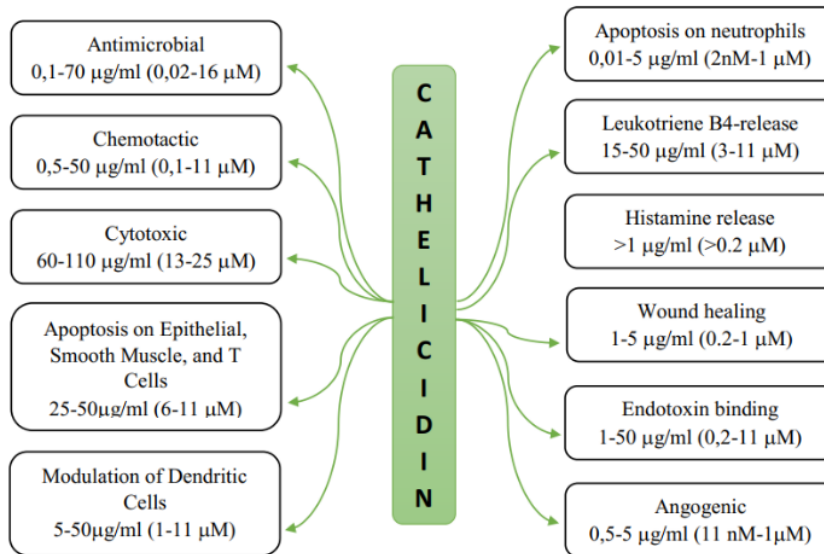 Antimicrobial
0,1-70 µg/ml (0,02-16 µM)
Chemotactic
0,5-50 µg/ml (0,1-11 µM)
Cytotoxic
60-110 µg/ml (13-25 µM)
Apoptosis on Epithelial,
Smooth Muscle, and T
Cells
25-50µg/ml (6-11 µM)
Modulation of Dendritic
Cells
5-50µg/ml (1-11 µM)
CATHELICIDIN
Apoptosis on neutrophils
0,01-5 µg/ml (2nM-1 µM)
Leukotriene B4-release
15-50 µg/ml (3-11 µM)
Histamine release
>1 µg/ml (>0.2 µM)
Wound healing
1-5 µg/ml (0.2-1 µM)
Endotoxin binding
1-50 µg/ml (0,2-11 µM)
Angogenic
0,5-5 µg/ml (11 nM-1µM)